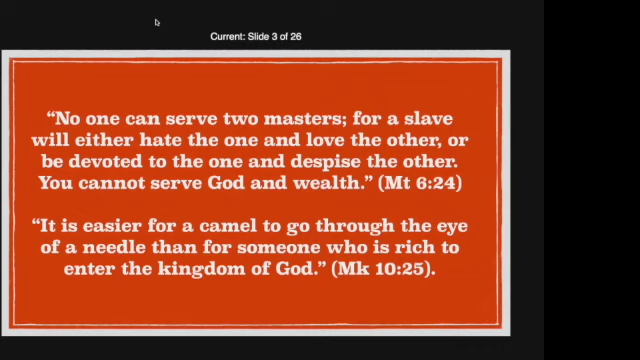 Current: Slide 3 of 26
“No one can serve two masters; for a slave
will either hate the one and love the other, or
be devoted to the one and despise the other.
You cannot serve God and wealth.” (Mt 6:24)
“It is easier for a camel to go through the eye
of a needle than for someone who is rich to
enter the kingdom of God.” (Mk 10:25).